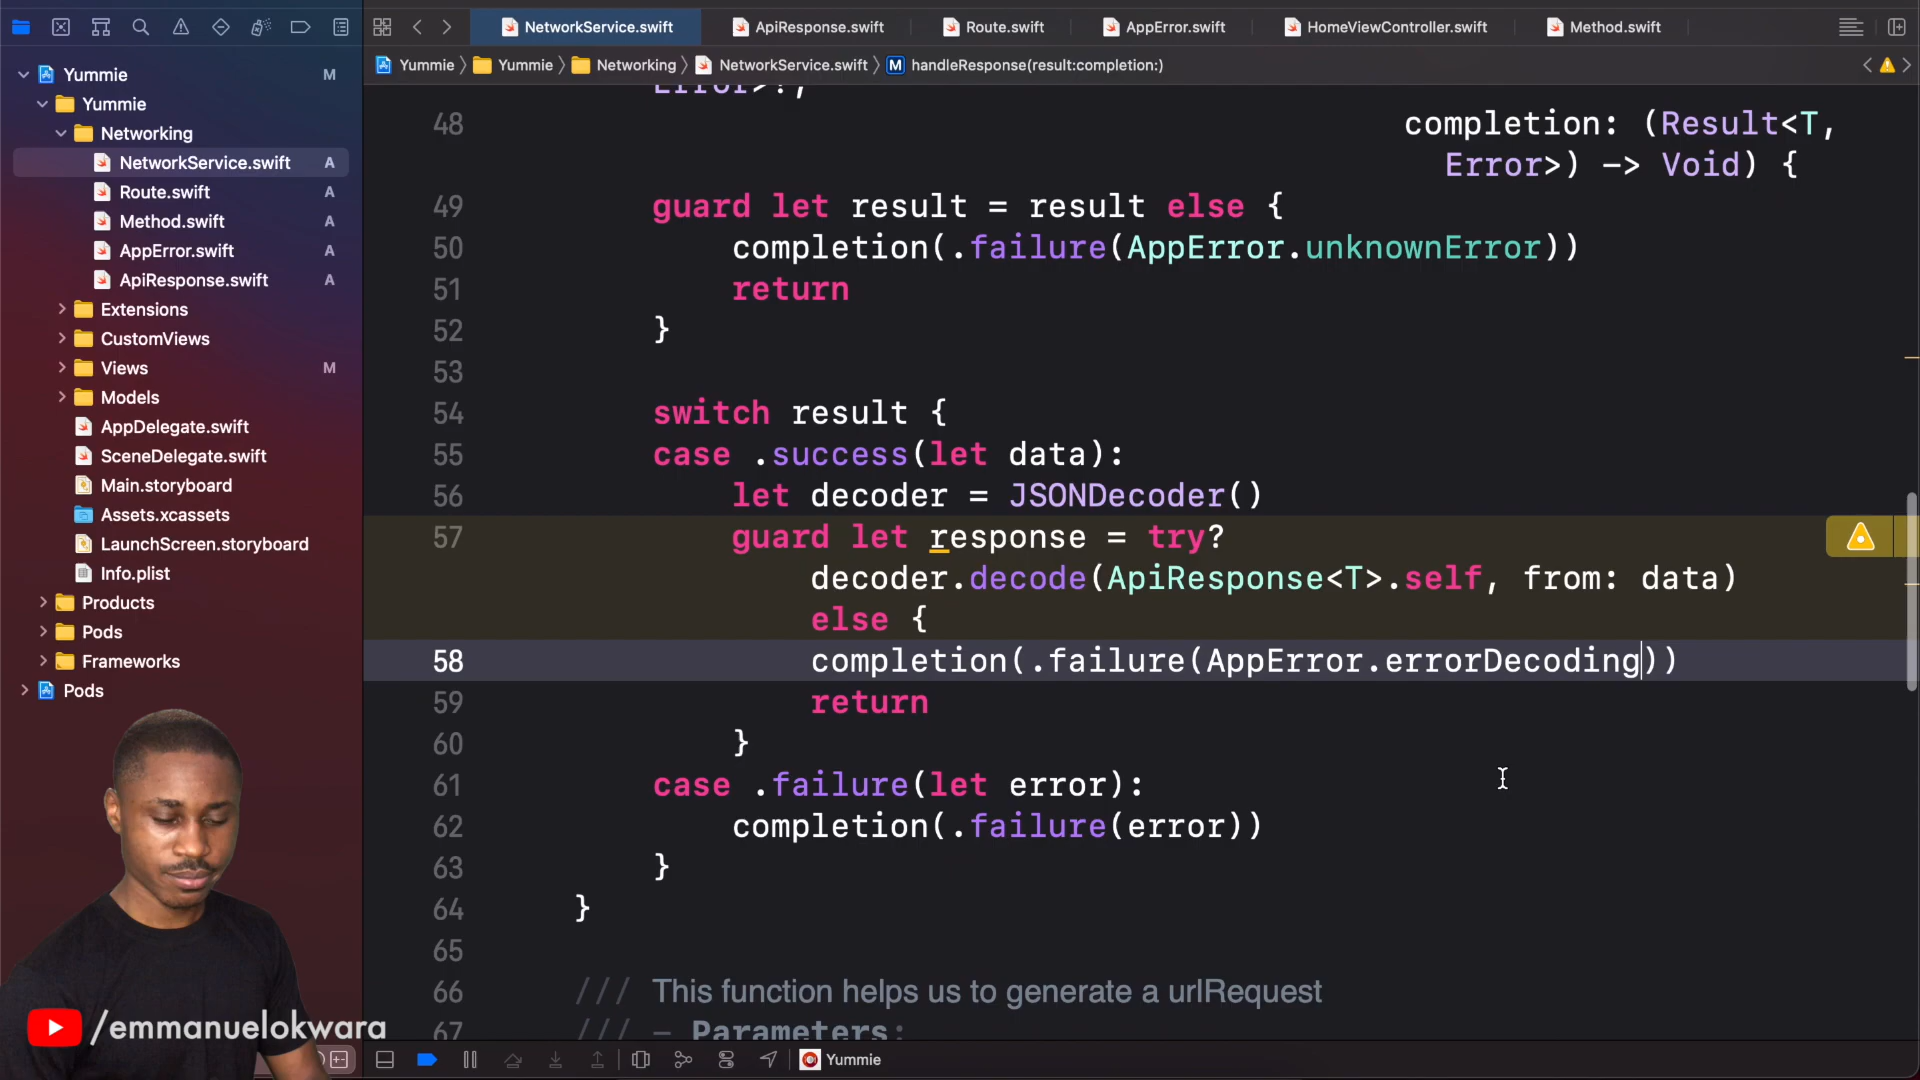 NetworkService.swift
ApiResponse.swift
Route.swift
AppError.swift
HomeViewController.swift
Method.swift
Yummie
Yummie
Networking
NetworkService.swift
M
handleResponse(result:completion:)
Yummie
M
Yummie
Networking
NetworkService.swift
A
Route.swift
A
Method.swift
A
AppError.swift
A
ApiResponse.swift
A
Extensions
CustomViews
Views
M
Models
AppDelegate.swift
SceneDelegate.swift
Main.storyboard
Assets.xcassets
LaunchScreen.storyboard
Info.plist
Products
Pods
Frameworks
Pods
Error>?,
48 completion: (Result<T,
Error>) -> Void) {
49 guard let result = result else {
50 completion(.failure(AppError.unknownError))
51 return
52 }
53
54 switch result {
55 case .success(let data):
56 let decoder = JSONDecoder()
57 guard let response = try?
decoder.decode(ApiResponse<T>.self, from: data)
else {
58 completion(.failure(AppError.errorDecoding))
59 return
60 }
61 case .failure(let error):
62 completion(.failure(error))
63 }
64 }
65
66 /// This function helps us to generate a urlRequest
67 /// - Parameters:
/emmanuelokwara
Yummie